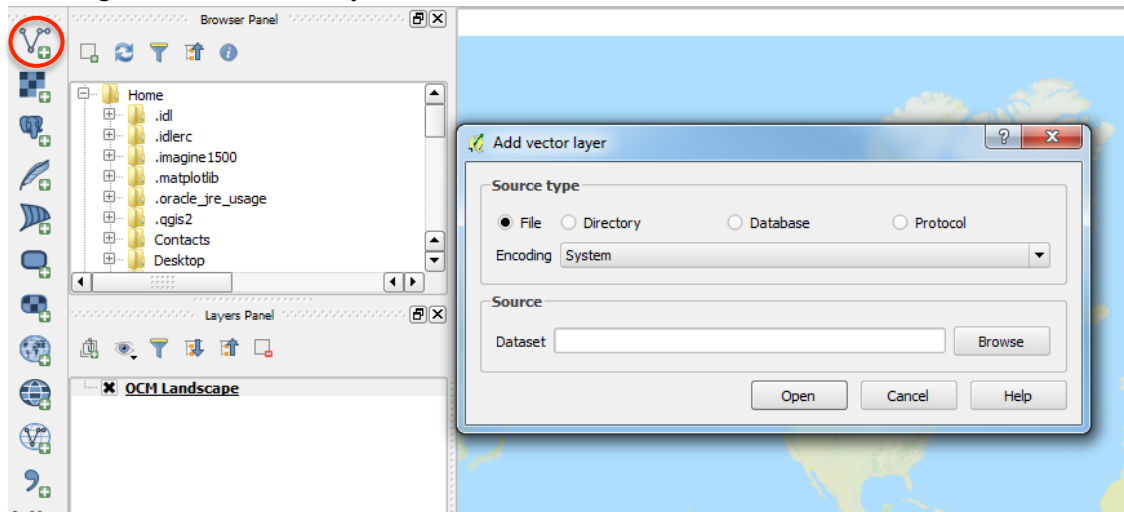 Browser Panel
Home
.idl
.idlerc
.imagine1500
.matplotlib
.oracle_jre_usage
.qgis2
Contacts
Desktop
Layers Panel
OCM Landscape
Add vector layer
Source type
File Directory Database Protocol
Encoding System
Source
Dataset Browse
Open Cancel Help